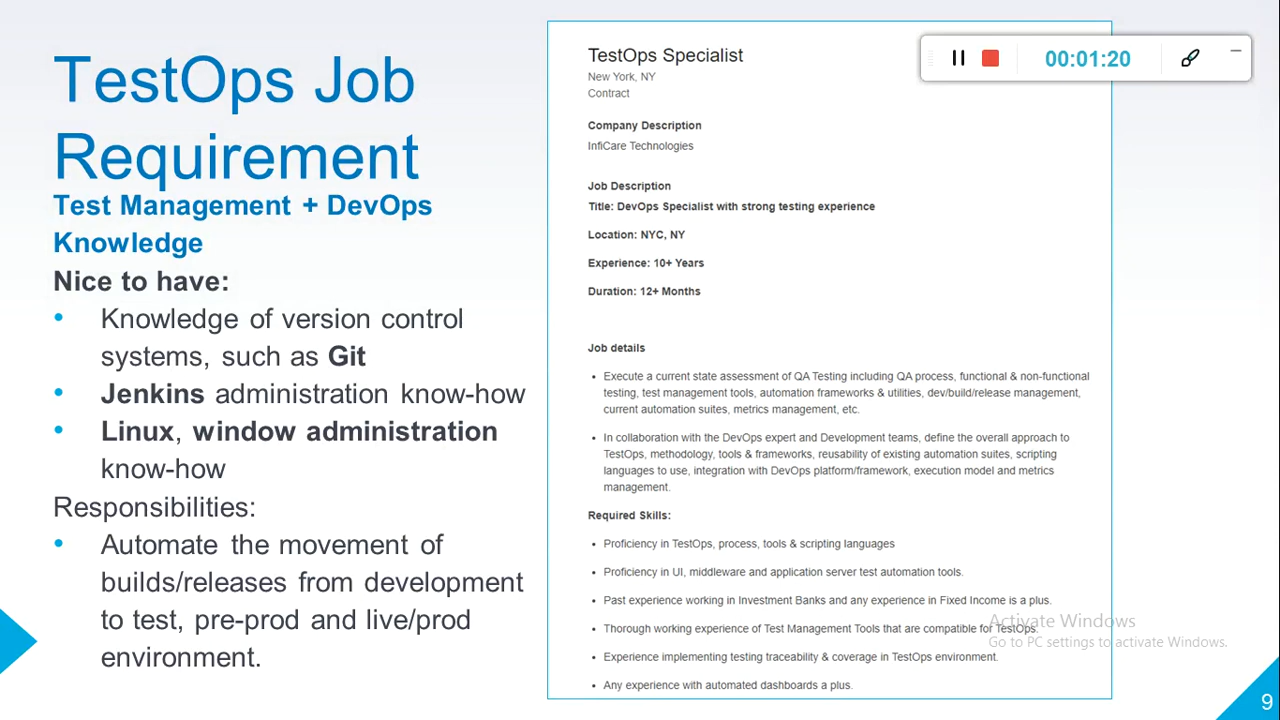 TestOps Job
Requirement
Test Management + DevOps
Knowledge
Nice to have:
• Knowledge of version control
systems, such as Git
• Jenkins administration know-how
• Linux, window administration
know-how
Responsibilities:
• Automate the movement of
builds/releases from development
to test, pre-prod and live/prod
environment.
TestOps Specialist
New York, NY
Contract
Company Description
InfiCare Technologies
Job Description
Title: DevOps Specialist with strong testing experience
Location: NYC, NY
Experience: 10+ Years
Duration: 12+ Months
Job details
• Execute a current state assessment of QA Testing including QA process, functional & non-functional
testing, test management tools, automation frameworks & utilities, dev/build/release management,
current automation suites, metrics management, etc.
• In collaboration with the DevOps expert and Development teams, define the overall approach to
TestOps, methodology, tools & frameworks, reusability of existing automation suites, scripting
languages to use, integration with DevOps platform/framework, execution model and metrics
management.
Required Skills:
• Proficiency in TestOps, process, tools & scripting languages
• Proficiency in UI, middleware and application server test automation tools.
• Past experience working in Investment Banks and any experience in Fixed Income is a plus.
• Thorough working experience of Test Management Tools that are compatible for TestOps.
• Experience implementing testing traceability & coverage in TestOps environment.
• Any experience with automated dashboards a plus.
00:01:20
Activate Windows
Go to PC settings to activate Windows.
9